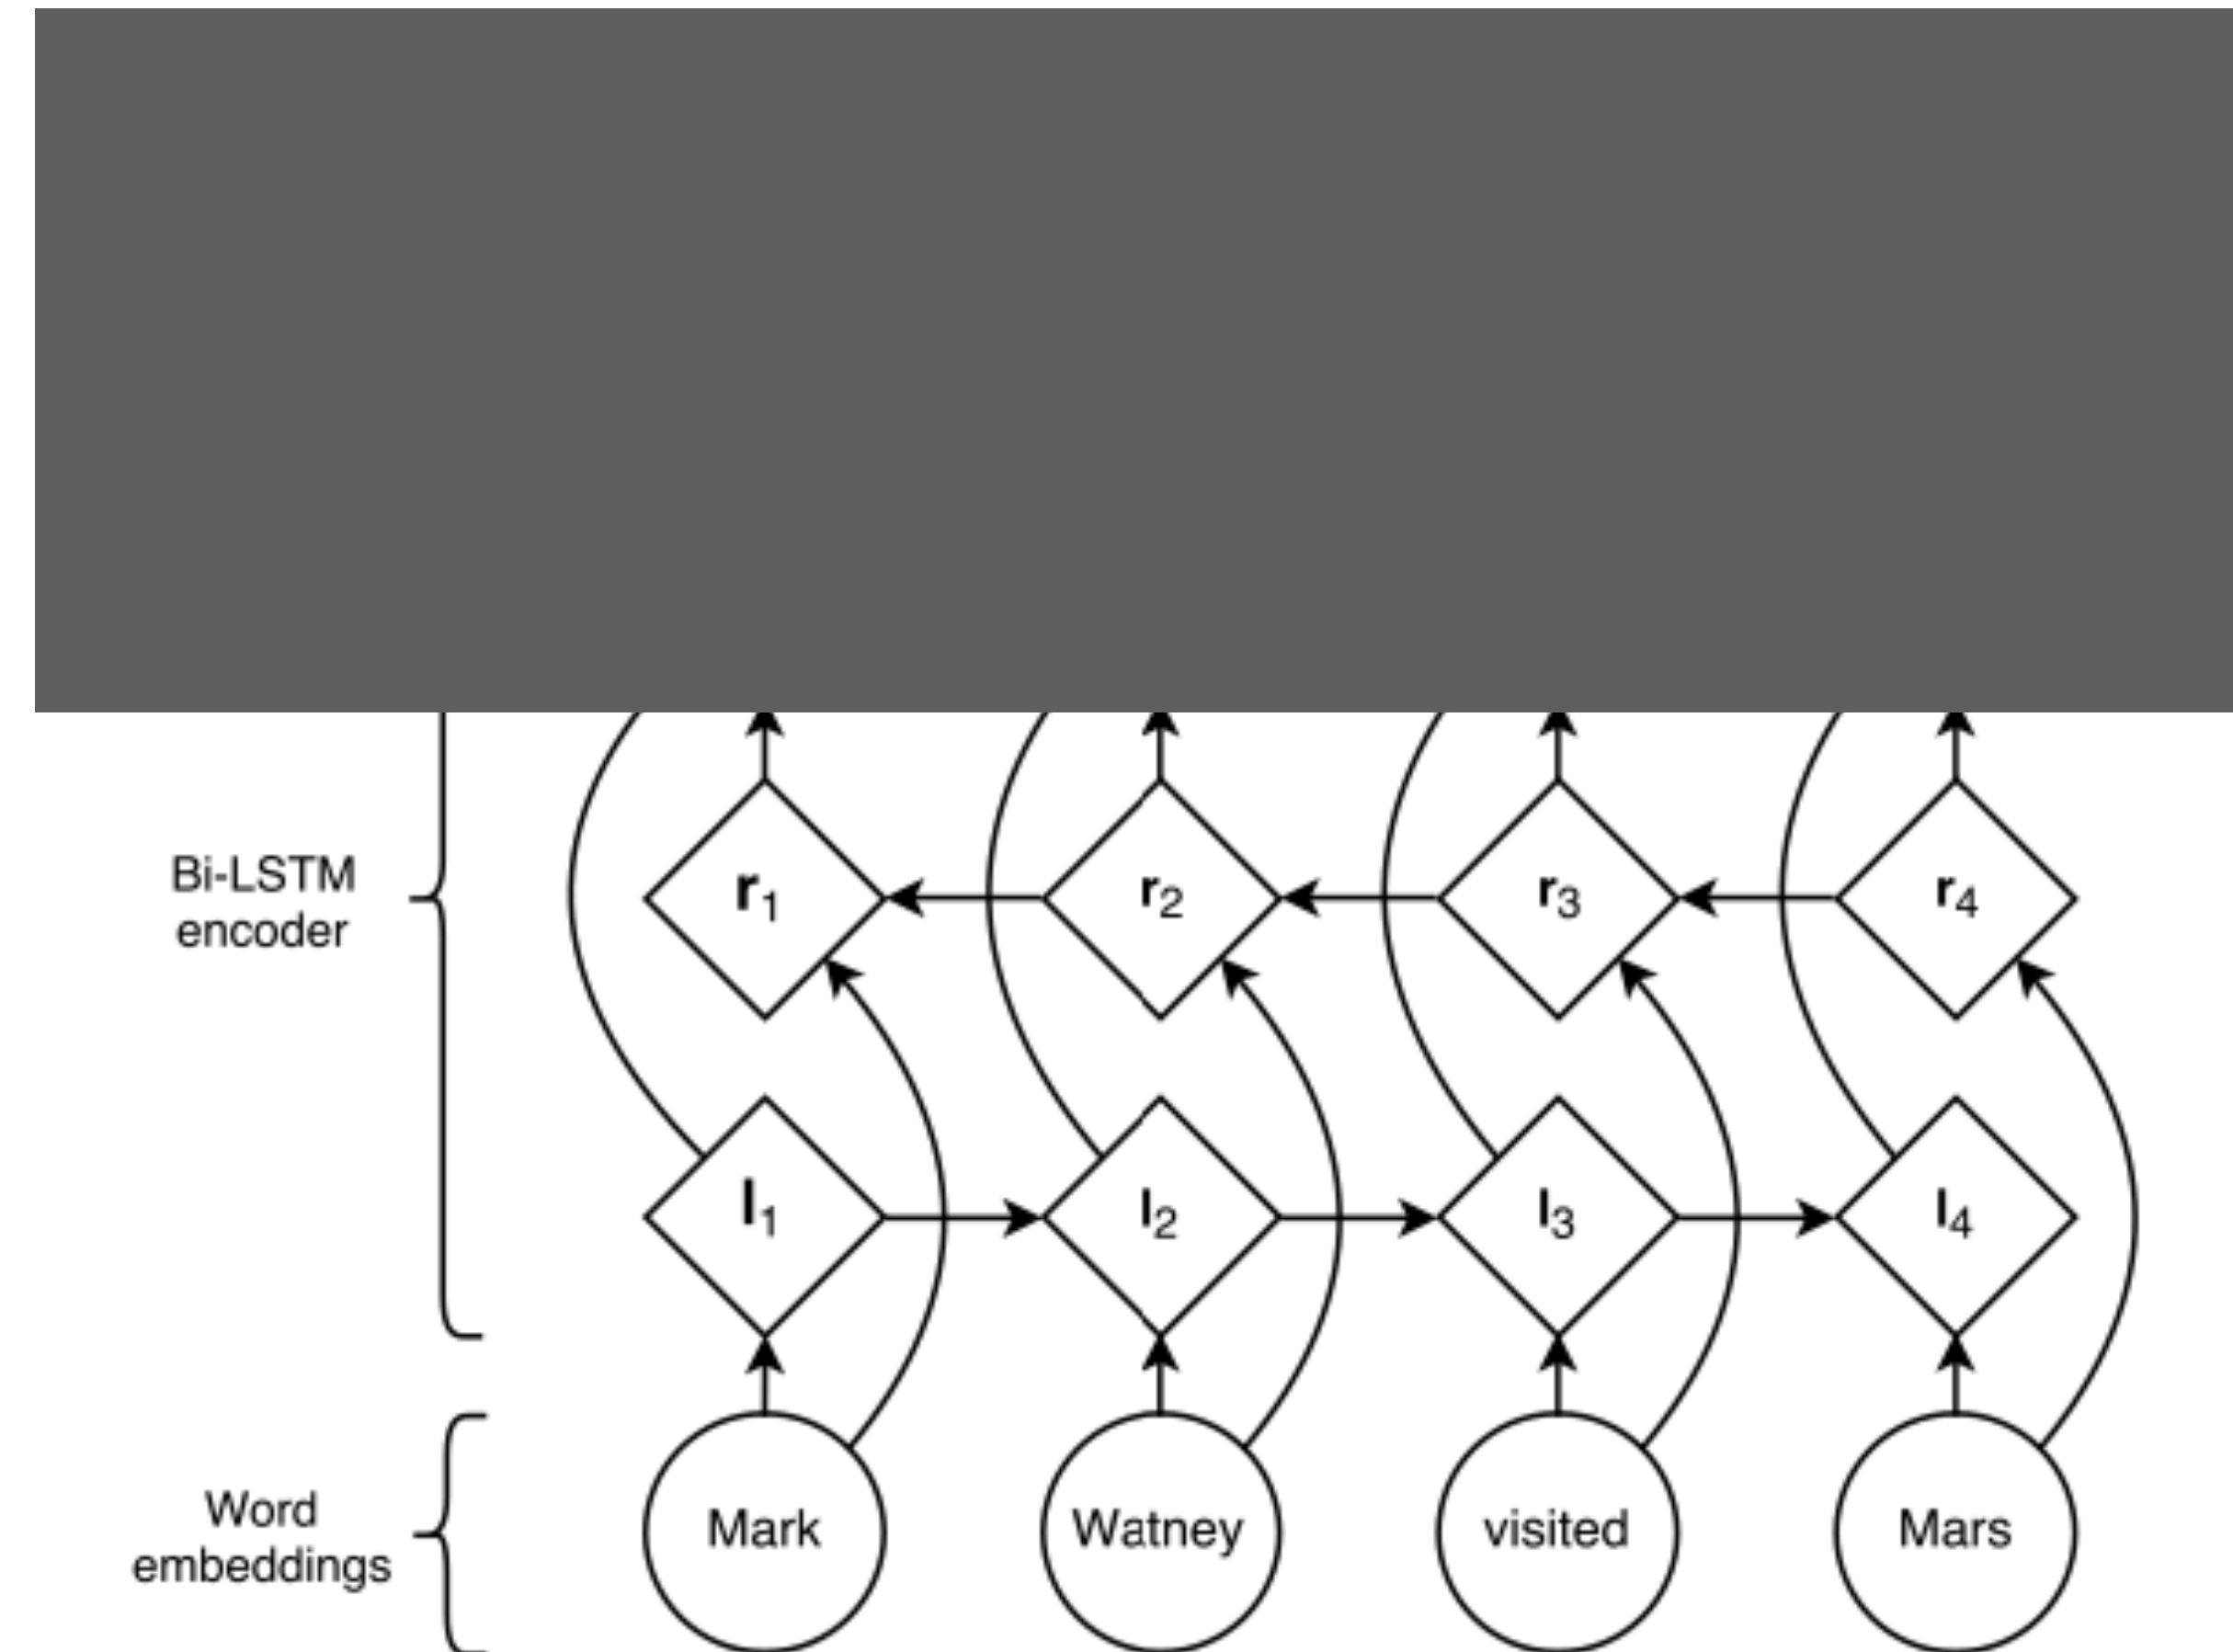 Bi-LSTM
encoder
r1 r2 r3 r4
l1 l2 l3 l4
Word
embeddings
Mark Watney visited Mars